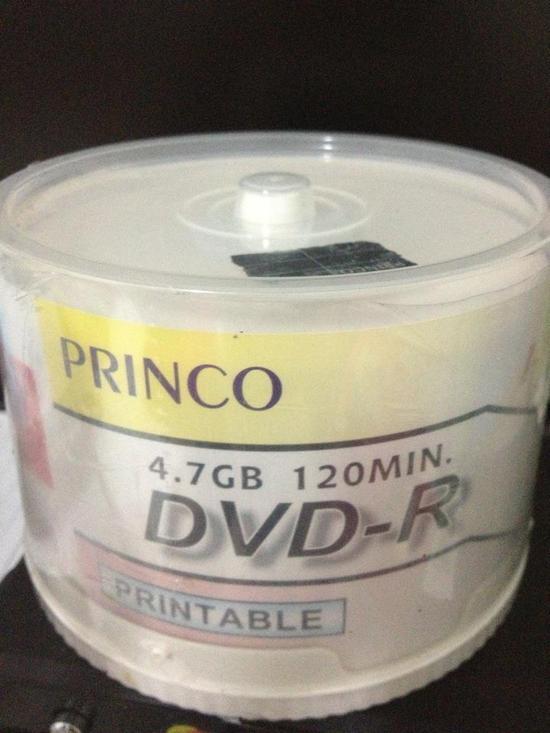 PRINCO
4.7GB 120MIN.
DVD-R
PRINTABLE